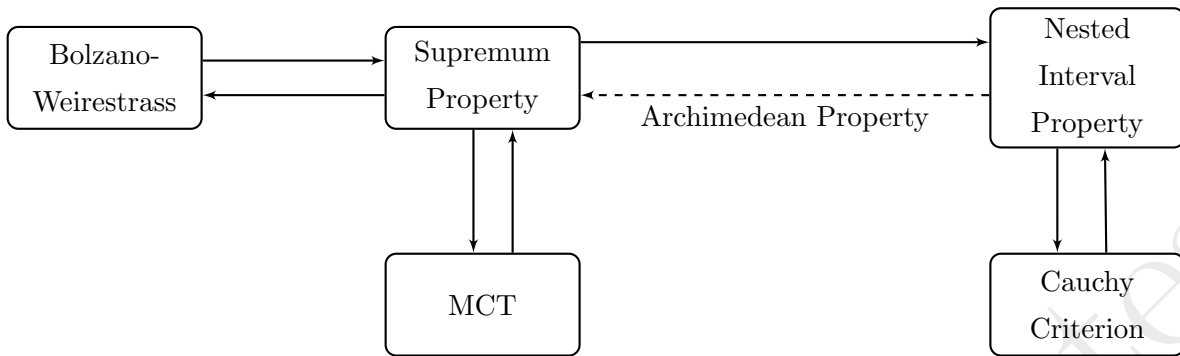 Bolzano-
Weirestrass
Supremum
Property
Nested
Interval
Property
Archimedean Property
MCT
Cauchy
Criterion